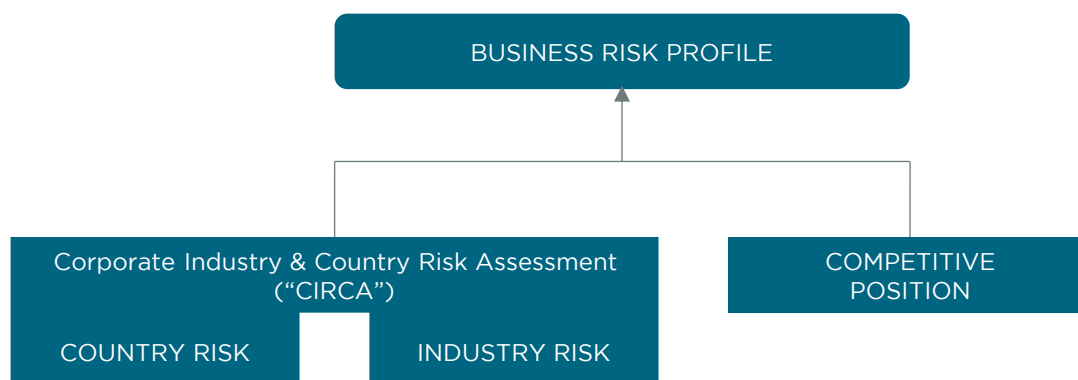 BUSINESS RISK PROFILE
Corporate Industry & Country Risk Assessment
(“CIRCA”)
COMPETITIVE
POSITION
COUNTRY RISK
INDUSTRY RISK